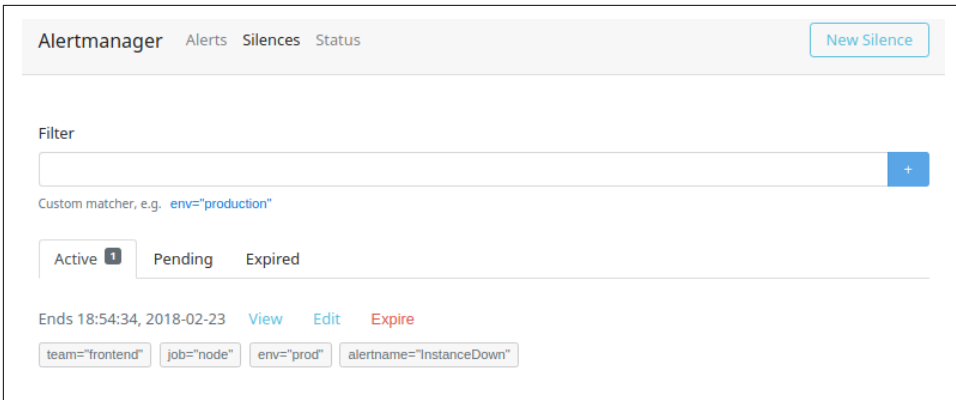 Alertmanager Alerts Silences Status New Silence
Filter
+
Custom matcher, e.g. env="production"
Active 1 Pending Expired
Ends 18:54:34, 2018-02-23 View Edit Expire
team="frontend" job="node" env="prod" alertname="InstanceDown"